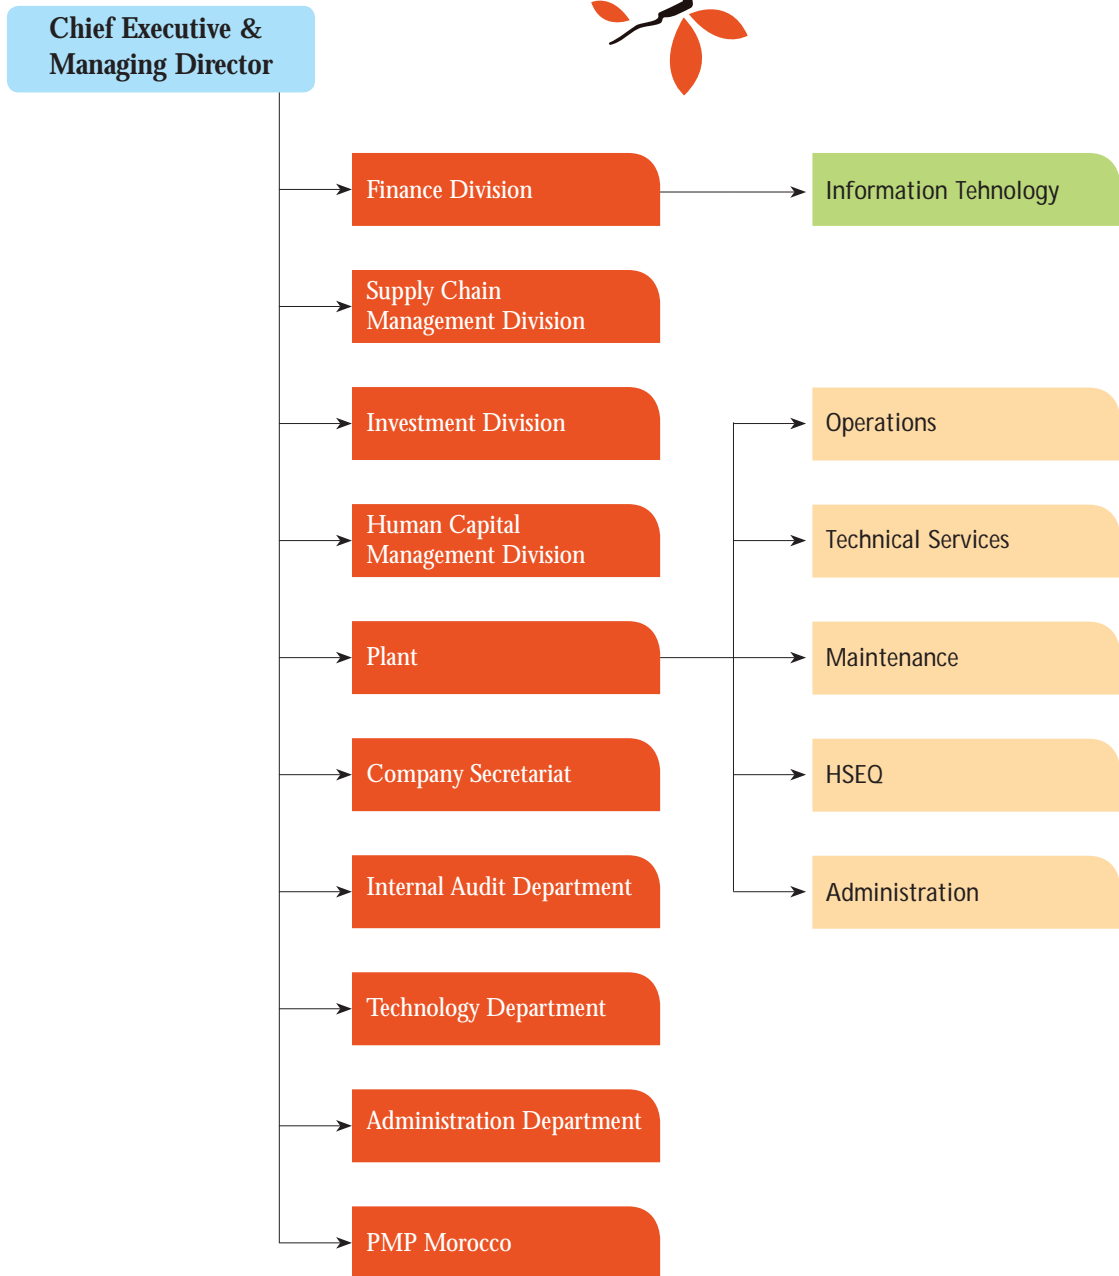 Chief Executive &
Managing Director
Finance Division
Information Tehnology
Supply Chain
Management Division
Investment Division
Operations
Human Capital
Management Division
Technical Services
Plant
Maintenance
Company Secretariat
HSEQ
Internal Audit Department
Administration
Technology Department
Administration Department
PMP Morocco